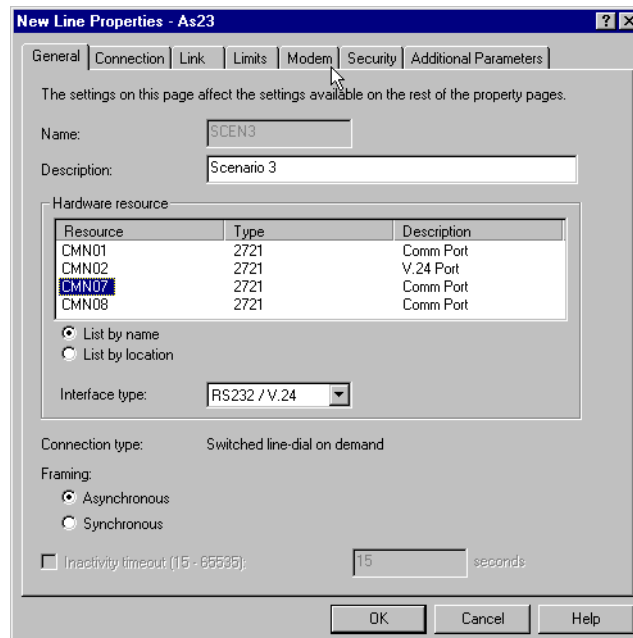 New Line Properties - As23
General Connection Link Limits Modem Security Additional Parameters
The settings on this page affect the settings available on the rest of the property pages.
Name: SCEN3
Description: Scenario 3
Hardware resource
Resource Type Description
CMN01 2721 Comm Port
CMN02 2721 V.24 Port
CMN07 2721 Comm Port
CMN08 2721 Comm Port
List by name
List by location
Interface type: RS232 / V.24
Connection type: Switched line-dial on demand
Framing:
Asynchronous
Synchronous
Inactivity timeout (15 - 65535): 15 seconds
OK Cancel Help